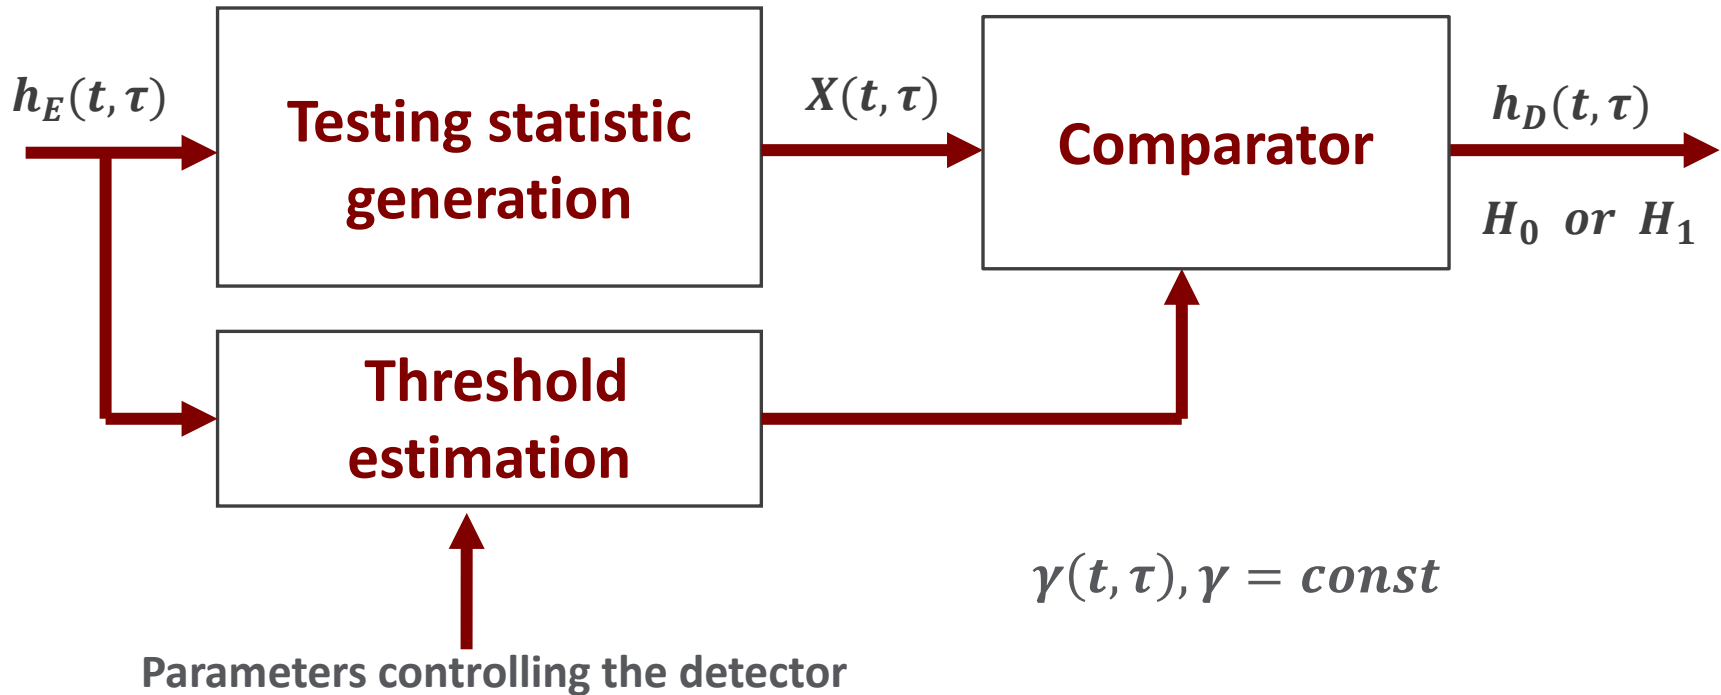 h_E(t, τ)
Testing statistic
generation
X(t, τ)
Comparator
h_D(t, τ)
H_0 or H_1
Threshold
estimation
γ(t, τ), γ = const
Parameters controlling the detector